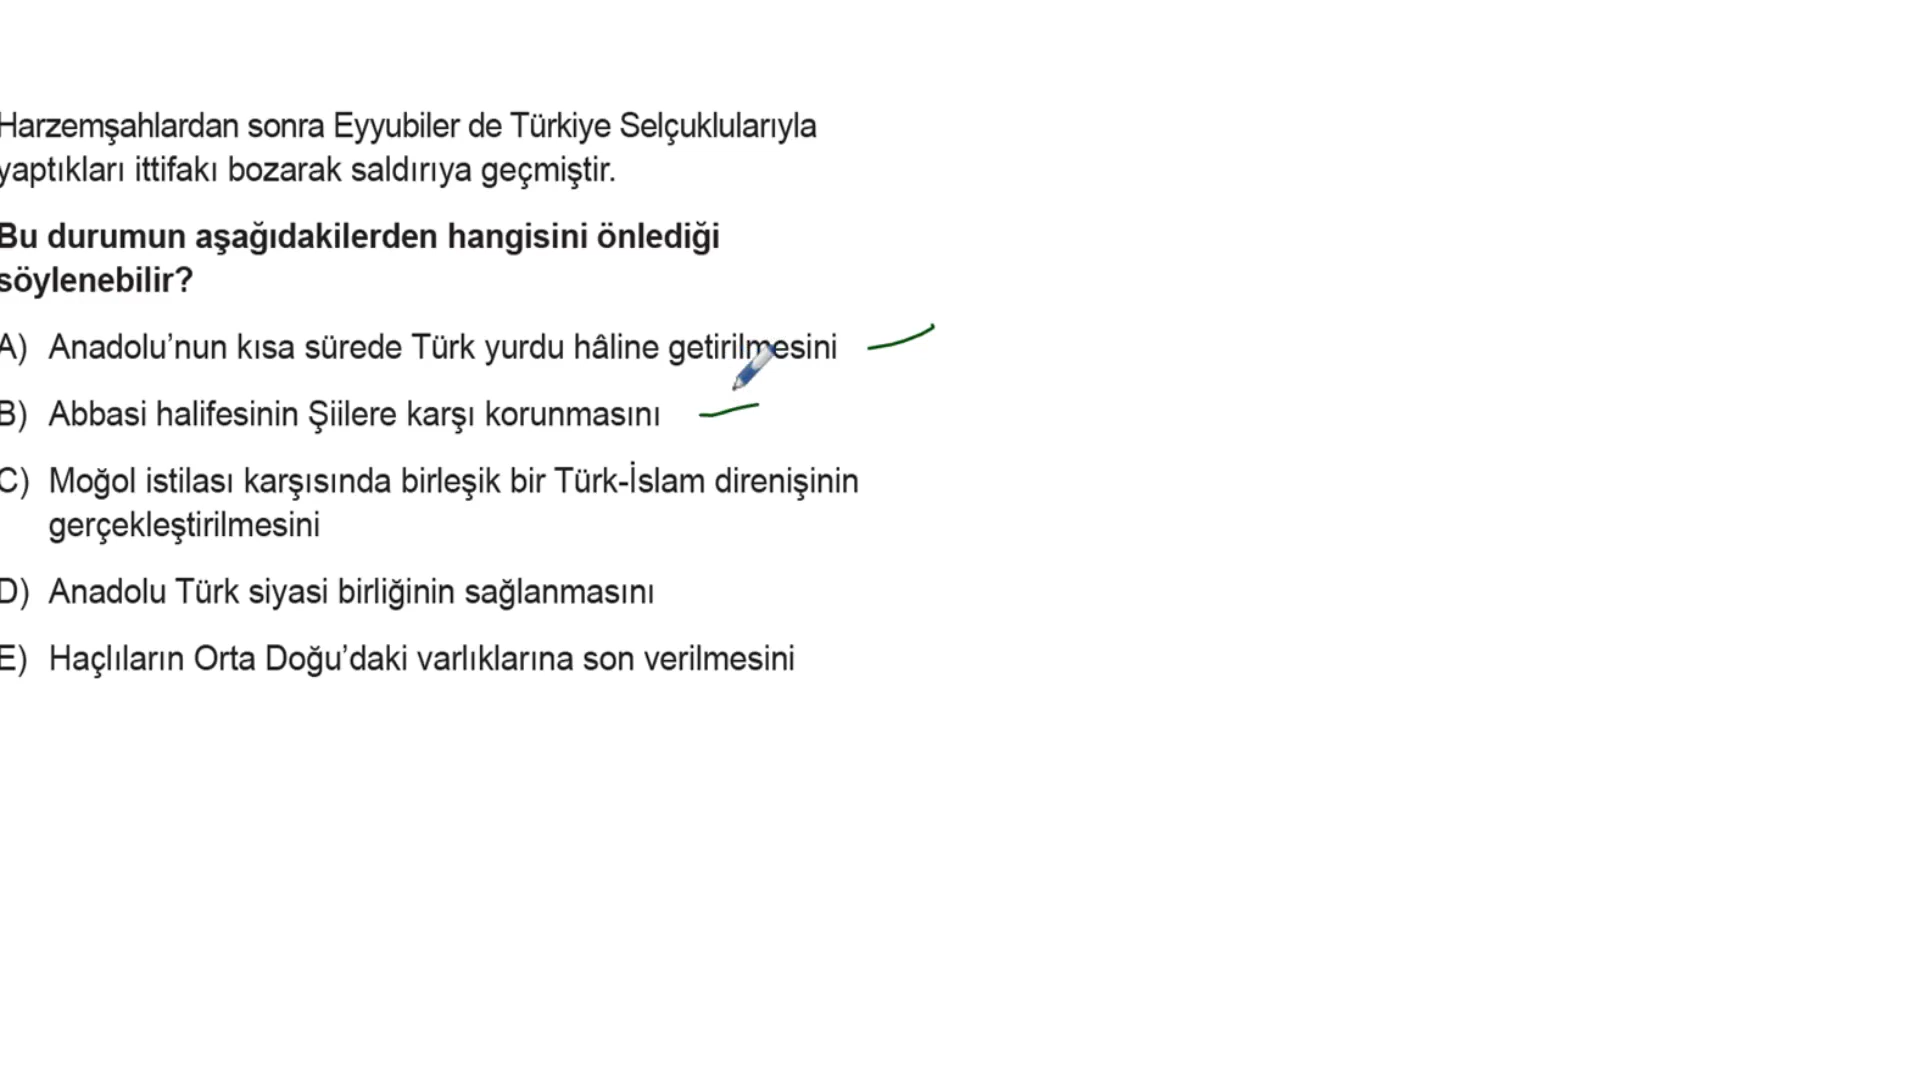 Harzemşahlardan sonra Eyyubiler de Türkiye Selçuklularıyla
yaptıkları ittifakı bozarak saldırıya geçmiştir.
Bu durumun aşağıdakilerden hangisini önlediği
söylenebilir?
A) Anadolu’nun kısa sürede Türk yurdu hâline getirilmesini
B) Abbasi halifesinin Şiilere karşı korunmasını
C) Moğol istilası karşısında birleşik bir Türk-İslam direnişinin
gerçekleştirilmesini
D) Anadolu Türk siyasi birliğinin sağlanmasını
E) Haçlıların Orta Doğu’daki varlıklarına son verilmesini